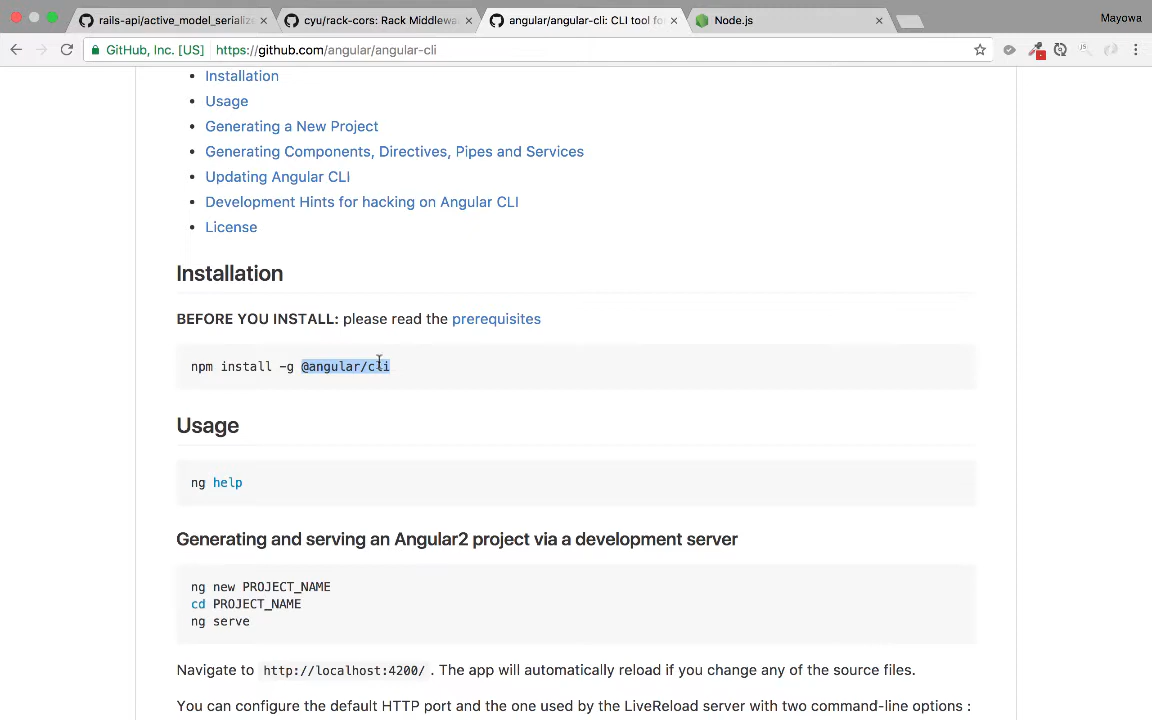 rails-api/active_model_serialize
cyu/rack-cors: Rack Middlewa
angular/angular-cli: CLI tool fo
Node.js
Mayowa
GitHub, Inc. [US]
https://github.com/angular/angular-cli
Installation
Usage
Generating a New Project
Generating Components, Directives, Pipes and Services
Updating Angular CLI
Development Hints for hacking on Angular CLI
License
Installation
BEFORE YOU INSTALL: please read the prerequisites
npm install -g @angular/cli
Usage
ng help
Generating and serving an Angular2 project via a development server
ng new PROJECT_NAME
cd PROJECT_NAME
ng serve
Navigate to http://localhost:4200/ . The app will automatically reload if you change any of the source files.
You can configure the default HTTP port and the one used by the LiveReload server with two command-line options :